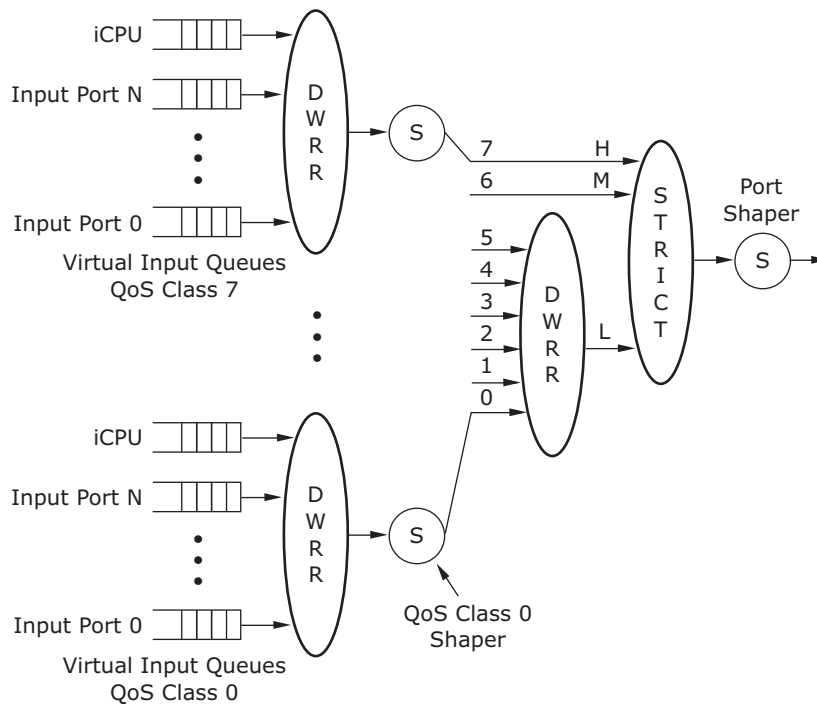 iCPU
Input Port N
Input Port 0
Virtual Input Queues
QoS Class 7
D
W
R
R
S
7
H
6
M
5
4
3
2
1
0
D
W
R
R
L
S
T
R
I
C
T
Port
Shaper
S
iCPU
Input Port N
Input Port 0
Virtual Input Queues
QoS Class 0
D
W
R
R
S
QoS Class 0
Shaper